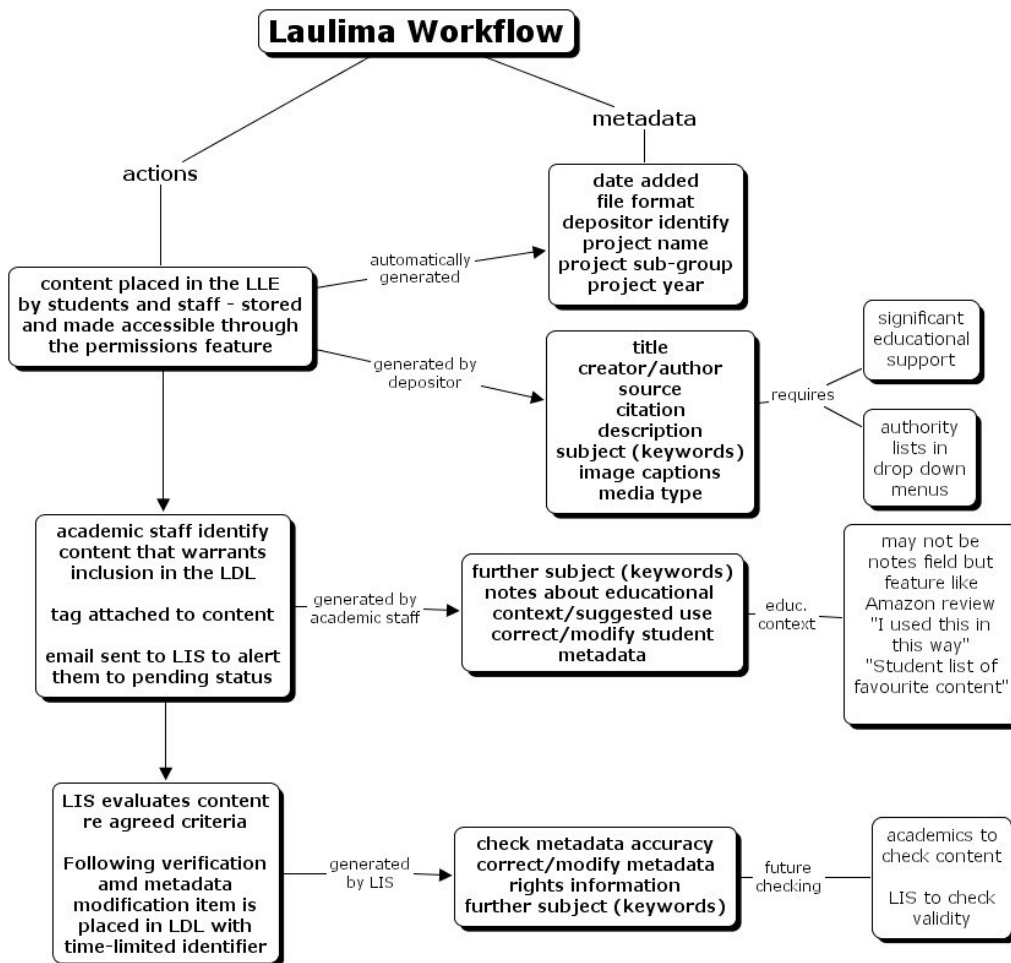 Laulima Workflow
metadata
actions
date added
file format
depositor identify
project name
project sub-group
project year
automatically
generated
content placed in the LLE
by students and staff - stored
and made accessible through
the permissions feature
generated by
depositor
title
creator/author
source
citation
description
subject (keywords)
image captions
media type
requires
significant
educational
support
authority
lists in
drop down
menus
academic staff identify
content that warrants
inclusion in the LDL
tag attached to content
email sent to LIS to alert
them to pending status
generated by
academic staff
further subject (keywords)
notes about educational
context/suggested use
correct/modify student
metadata
educ.
context
may not be
notes field but
feature like
Amazon review
"I used this in
this way"
"Student list of
favourite content"
LIS evaluates content
re agreed criteria
Following verification
amd metadata
modification item is
placed in LDL with
time-limited identifier
generated
by LIS
check metadata accuracy
correct/modify metadata
rights information
further subject (keywords)
future
checking
academics to
check content
LIS to check
validity